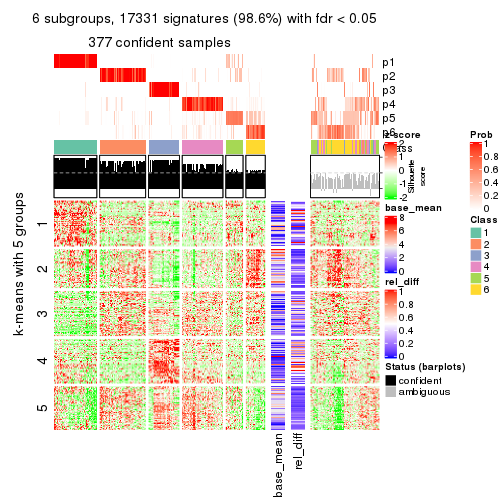 6 subgroups, 17331 signatures (98.6%) with fdr < 0.05
377 confident samples
p1
p2
p3
p4
p5
p6
Class
Silhouette
score
k-means with 5 groups
1
2
3
4
5
base_mean
rel_diff
z-score
2
1
0
-1
-2
base_mean
8
6
4
2
0
rel_diff
1
0.8
0.6
0.4
0.2
0
Status (barplots)
confident
ambiguous
Prob
1
0.8
0.6
0.4
0.2
0
Class
1
2
3
4
5
6